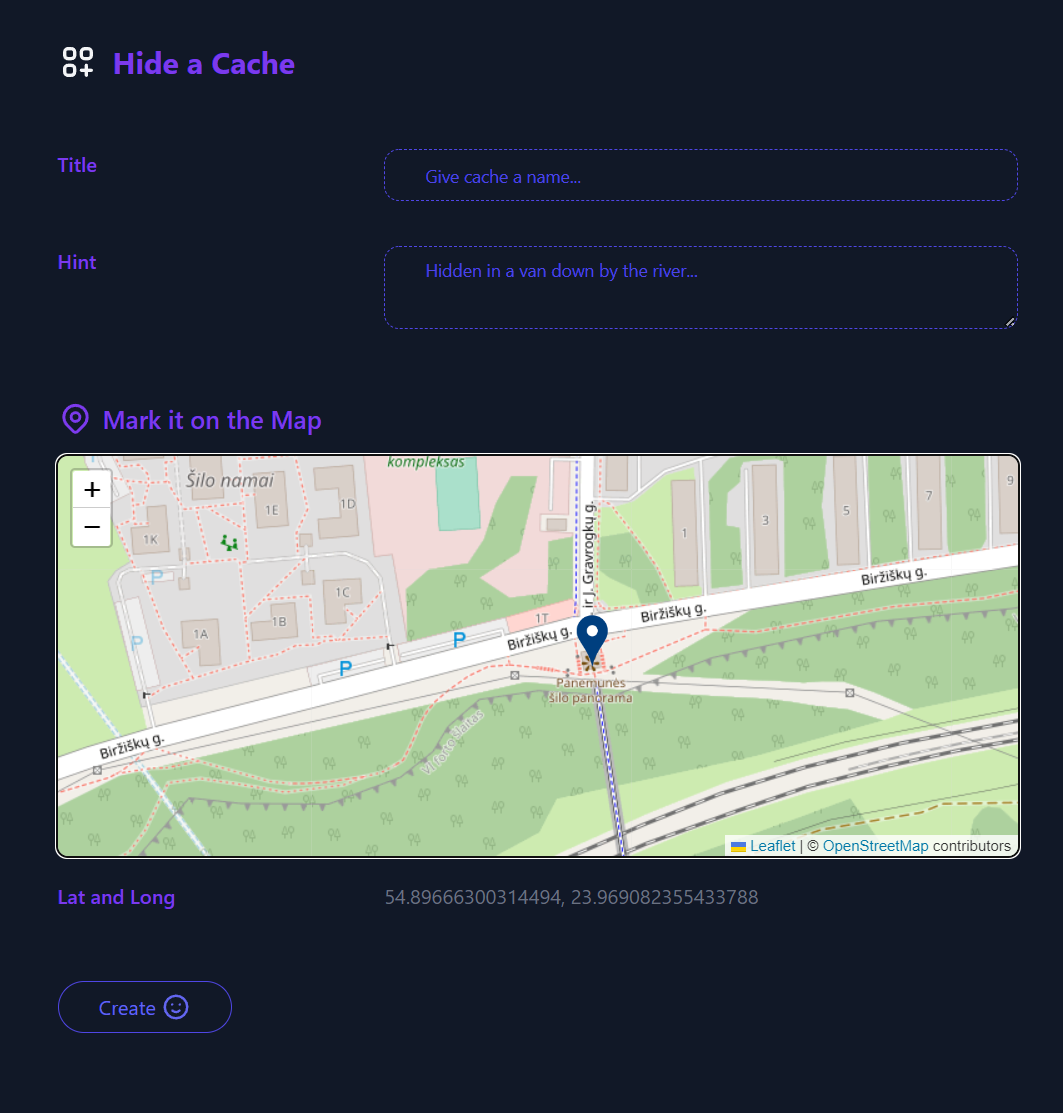 Hide a Cache
Title
Give cache a name...
Hint
Hidden in a van down by the river...
Mark it on the Map
+
−
kompleksas
Šilo namai
1D
1E
1K
P
1C
1B
1A
P
P
P
1T
ir J. Gravrogkų g.
1
3
5
7
9
Biržiškų g.
Biržiškų g.
Biržiškų g.
Biržiškų g.
Panemunės
šilo panorama
Leaflet | © OpenStreetMap contributors
Lat and Long
54.89666300314494, 23.969082355433788
Create